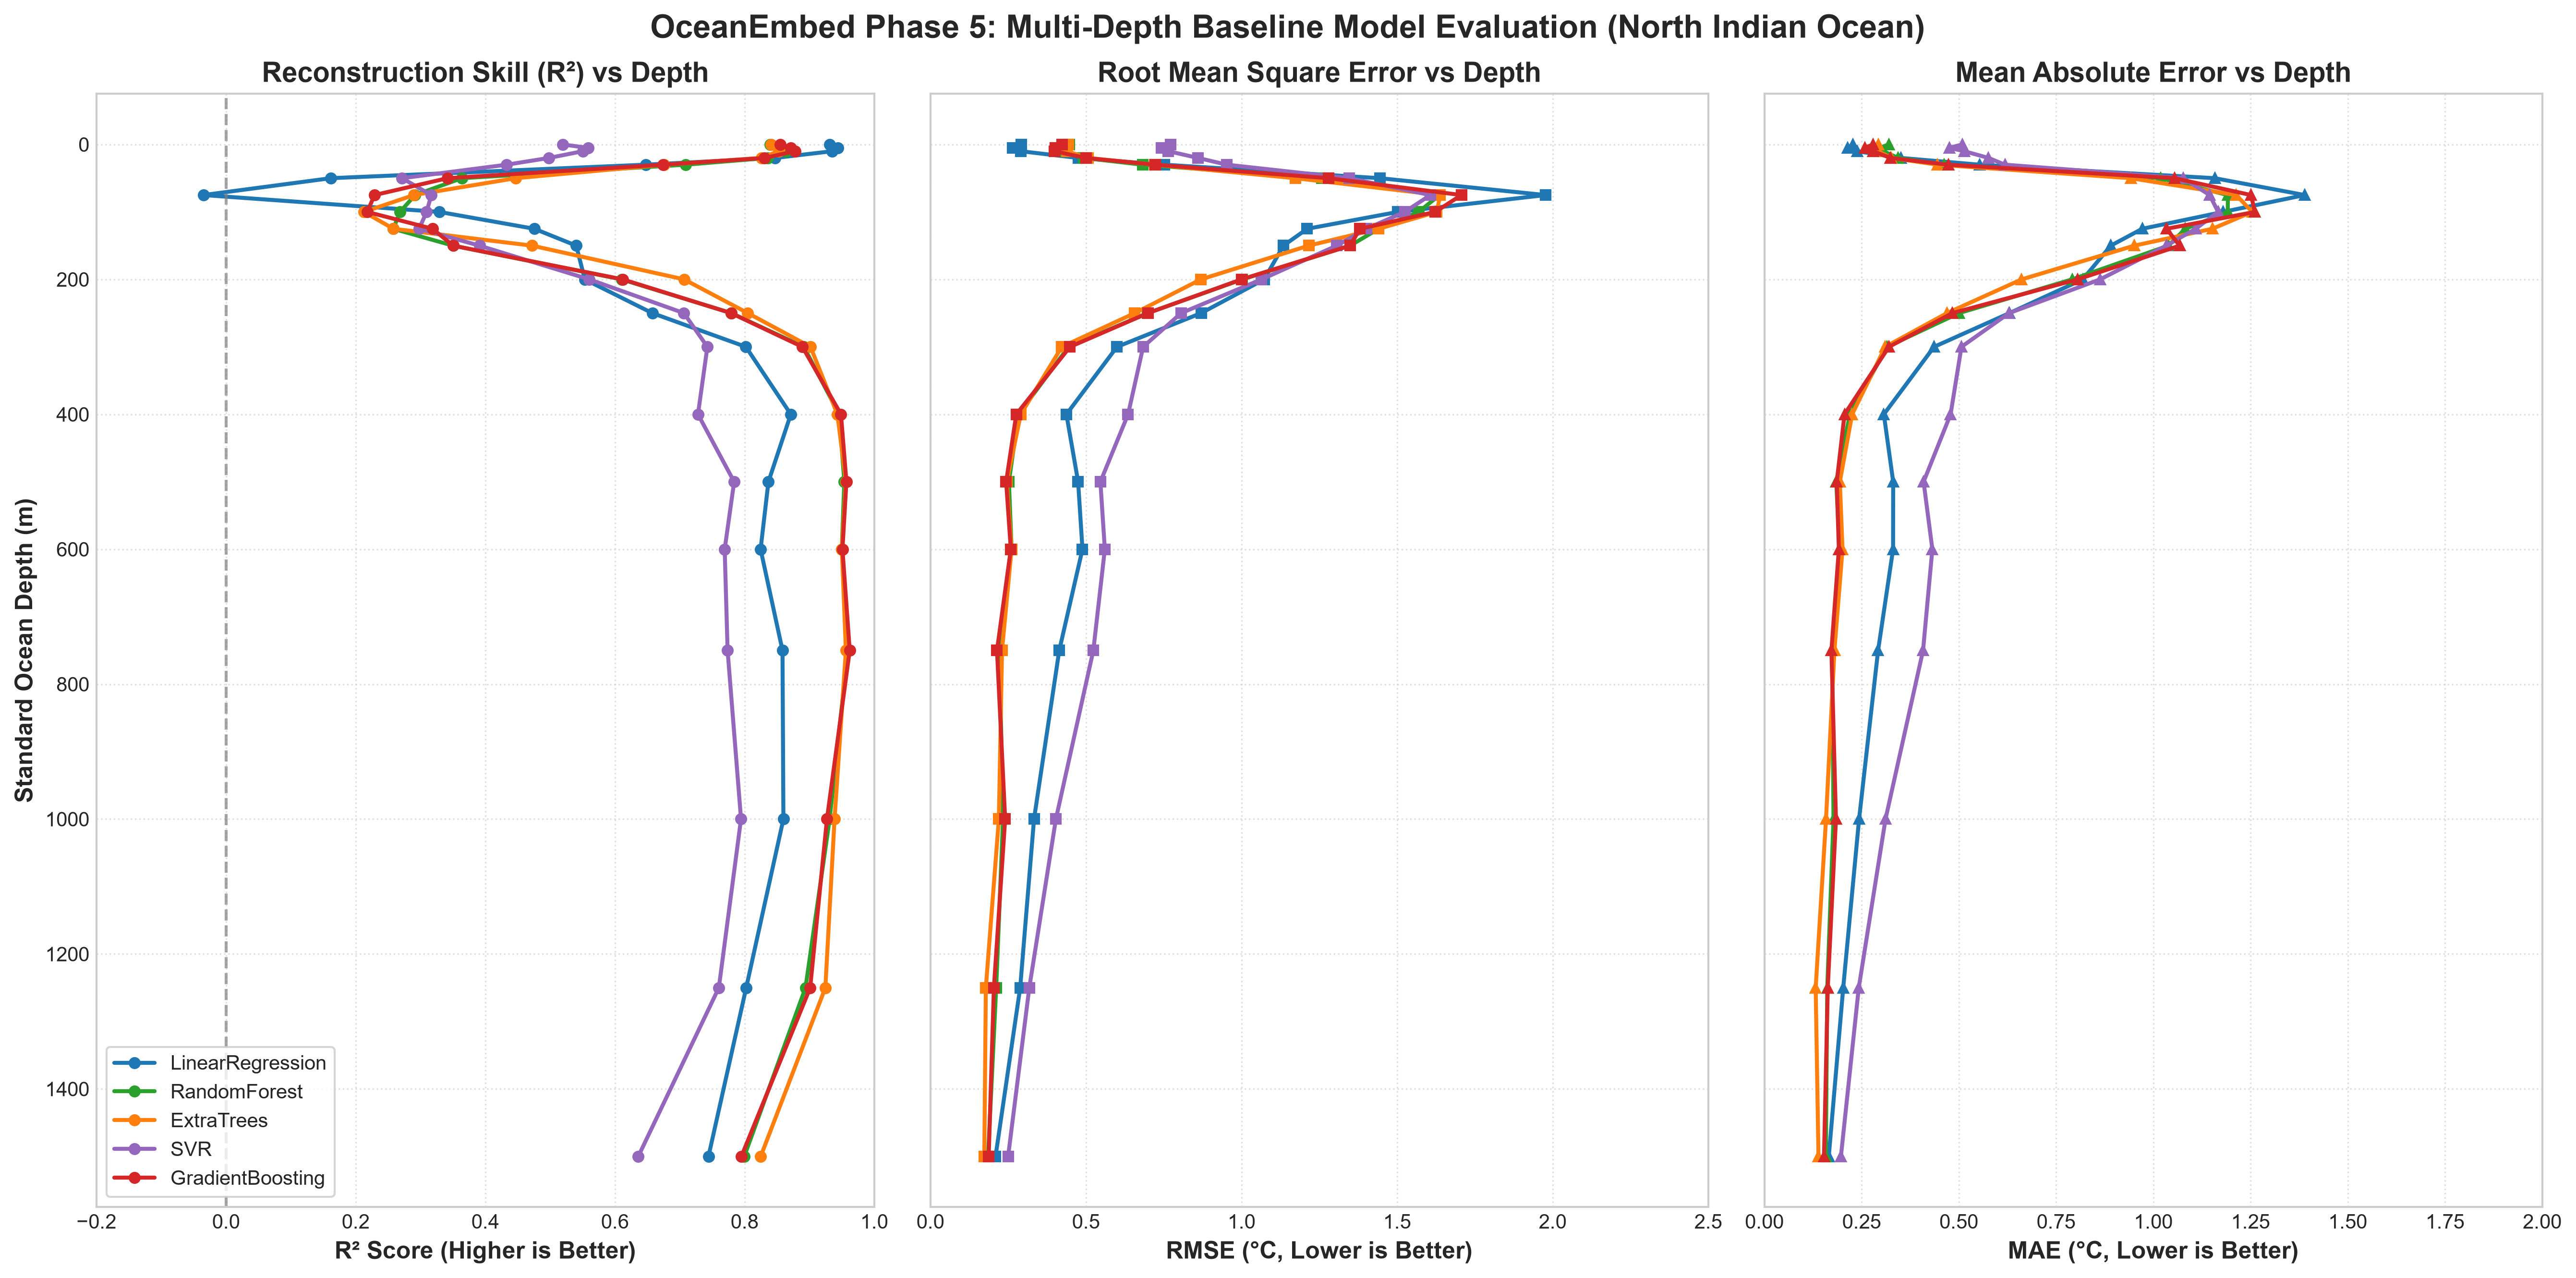 OceanEmbed Phase 5: Multi-Depth Baseline Model Evaluation (North Indian Ocean)
Reconstruction Skill (R²) vs Depth
Root Mean Square Error vs Depth
Mean Absolute Error vs Depth
Standard Ocean Depth (m)
0
200
400
600
800
1000
1200
1400
LinearRegression
RandomForest
ExtraTrees
SVR
GradientBoosting
−0.2 0.0 0.2 0.4 0.6 0.8 1.0
0.0 0.5 1.0 1.5 2.0 2.5
0.00 0.25 0.50 0.75 1.00 1.25 1.50 1.75 2.00
R² Score (Higher is Better)
RMSE (°C, Lower is Better)
MAE (°C, Lower is Better)